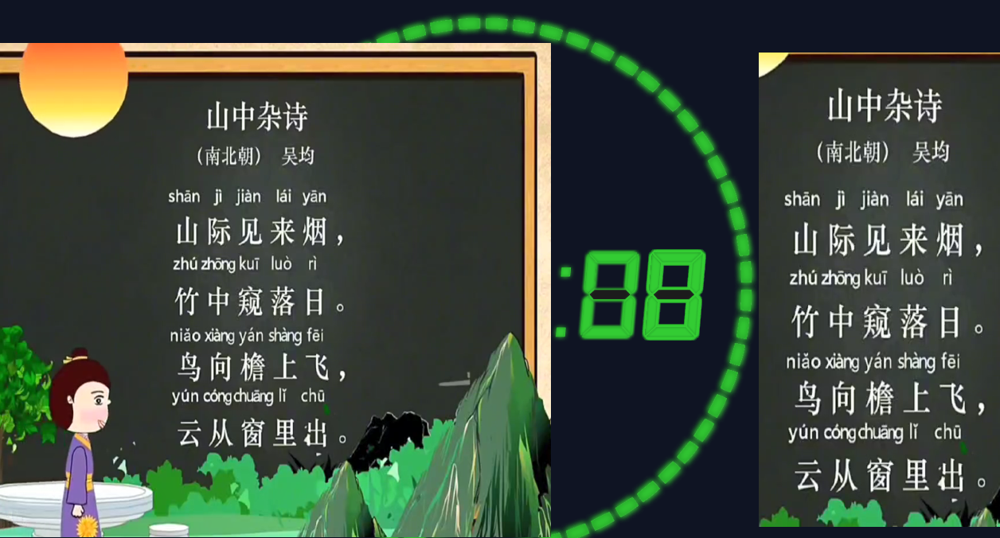 山中杂诗
（南北朝） 吴均
shān jì jiàn lái yān
山际见来烟，
zhú zhōng kuī luò rì
竹中窥落日。
niǎo xiàng yán shàng fēi
鸟向檐上飞，
yún cóng chuāng lǐ chū
云从窗里出。
:08
山中杂诗
（南北朝） 吴均
shān jì jiàn lái yān
山际见来烟，
zhú zhōng kuī luò rì
竹中窥落日。
niǎo xiàng yán shàng fēi
鸟向檐上飞，
yún cóng chuāng lǐ chū
云从窗里出。